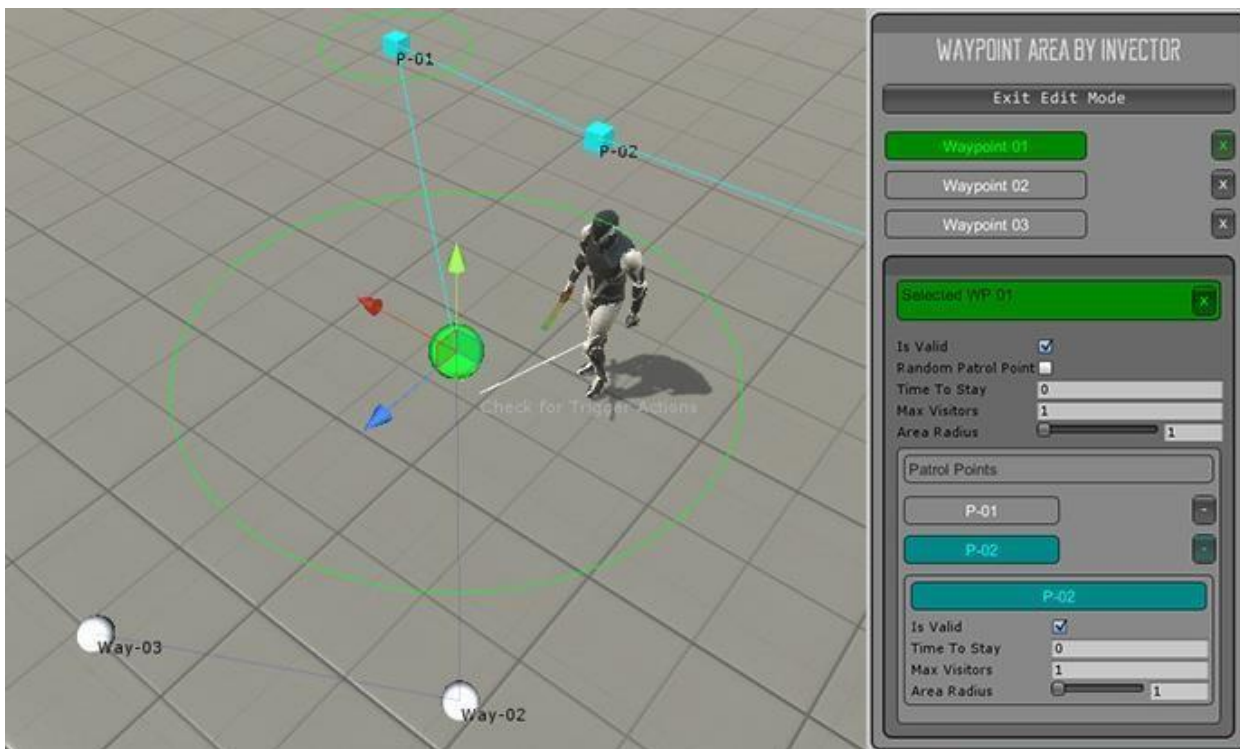 P-01
P-02
Check for Trigger Actions
Way-03
Way-02
WAYPOINT AREA BY INVECTOR
Exit Edit Mode
Waypoint 01 X
Waypoint 02 X
Waypoint 03 X
Selected WP 01 X
Is Valid
Random Patrol Point
Time To Stay 0
Max Visitors 1
Area Radius 1
Patrol Points
P-01 -
P-02 -
P-02
Is Valid
Time To Stay 0
Max Visitors 1
Area Radius 1